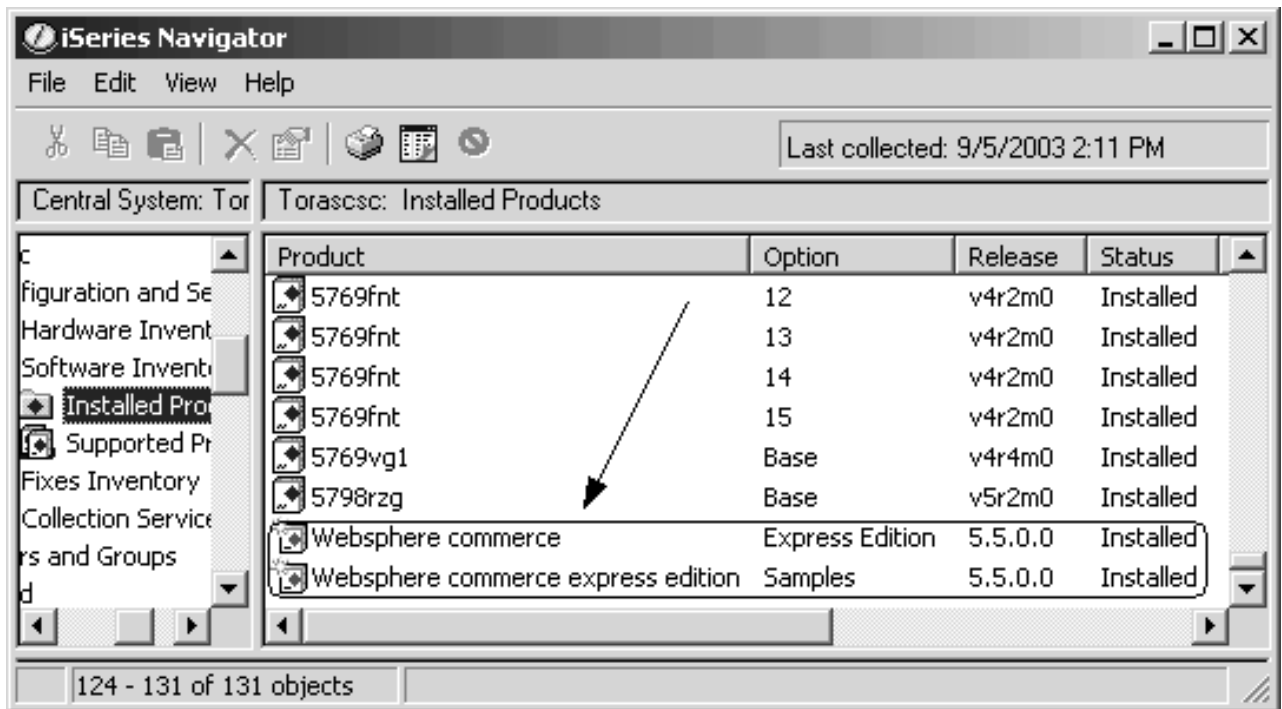 iSeries Navigator
File Edit View Help
Last collected: 9/5/2003 2:11 PM
Central System: Tor
Torascsc: Installed Products
c
figuration and Se
Hardware Invent
Software Invent
Installed Pro
Supported Pr
Fixes Inventory
Collection Service
rs and Groups
d
Product Option Release Status
5769fnt 12 v4r2m0 Installed
5769fnt 13 v4r2m0 Installed
5769fnt 14 v4r2m0 Installed
5769fnt 15 v4r2m0 Installed
5769vg1 Base v4r4m0 Installed
5798rzg Base v5r2m0 Installed
Websphere commerce Express Edition 5.5.0.0 Installed
Websphere commerce express edition Samples 5.5.0.0 Installed
124 - 131 of 131 objects